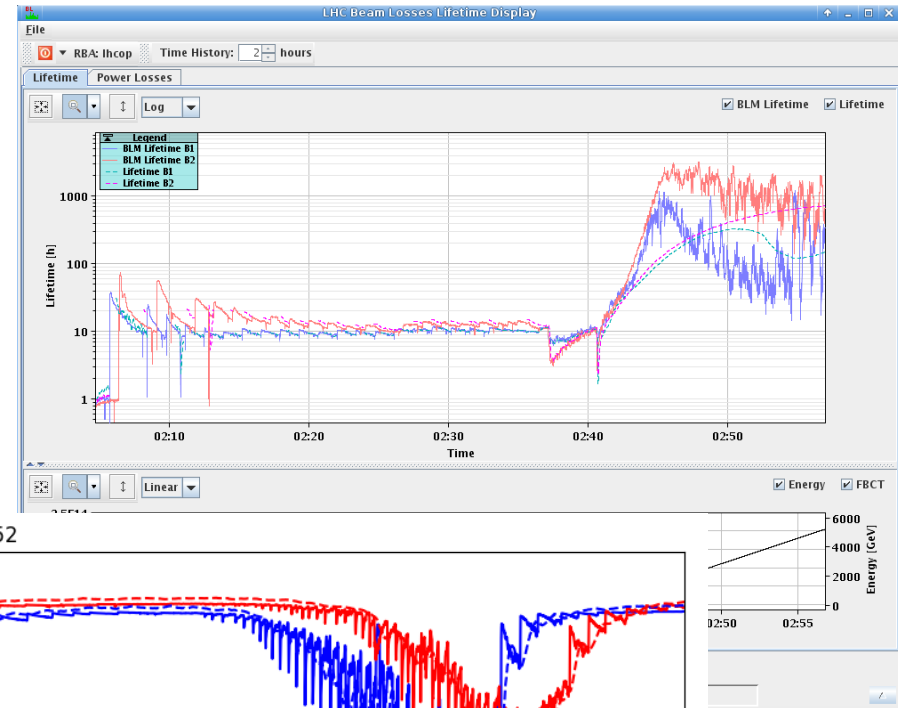 BL
LHC Beam Losses Lifetime Display
File
RBA: lhcop Time History: 2 hours
Lifetime Power Losses
Log BLM Lifetime Lifetime
Legend
BLM Lifetime B1
BLM Lifetime B2
Lifetime B1
Lifetime B2
1000
100
10
1
Lifetime [h]
02:10 02:20 02:30 02:40 02:50
Time
Linear Energy FBCT
52
6000
4000
2000
0
Energy [GeV]
02:50 02:55